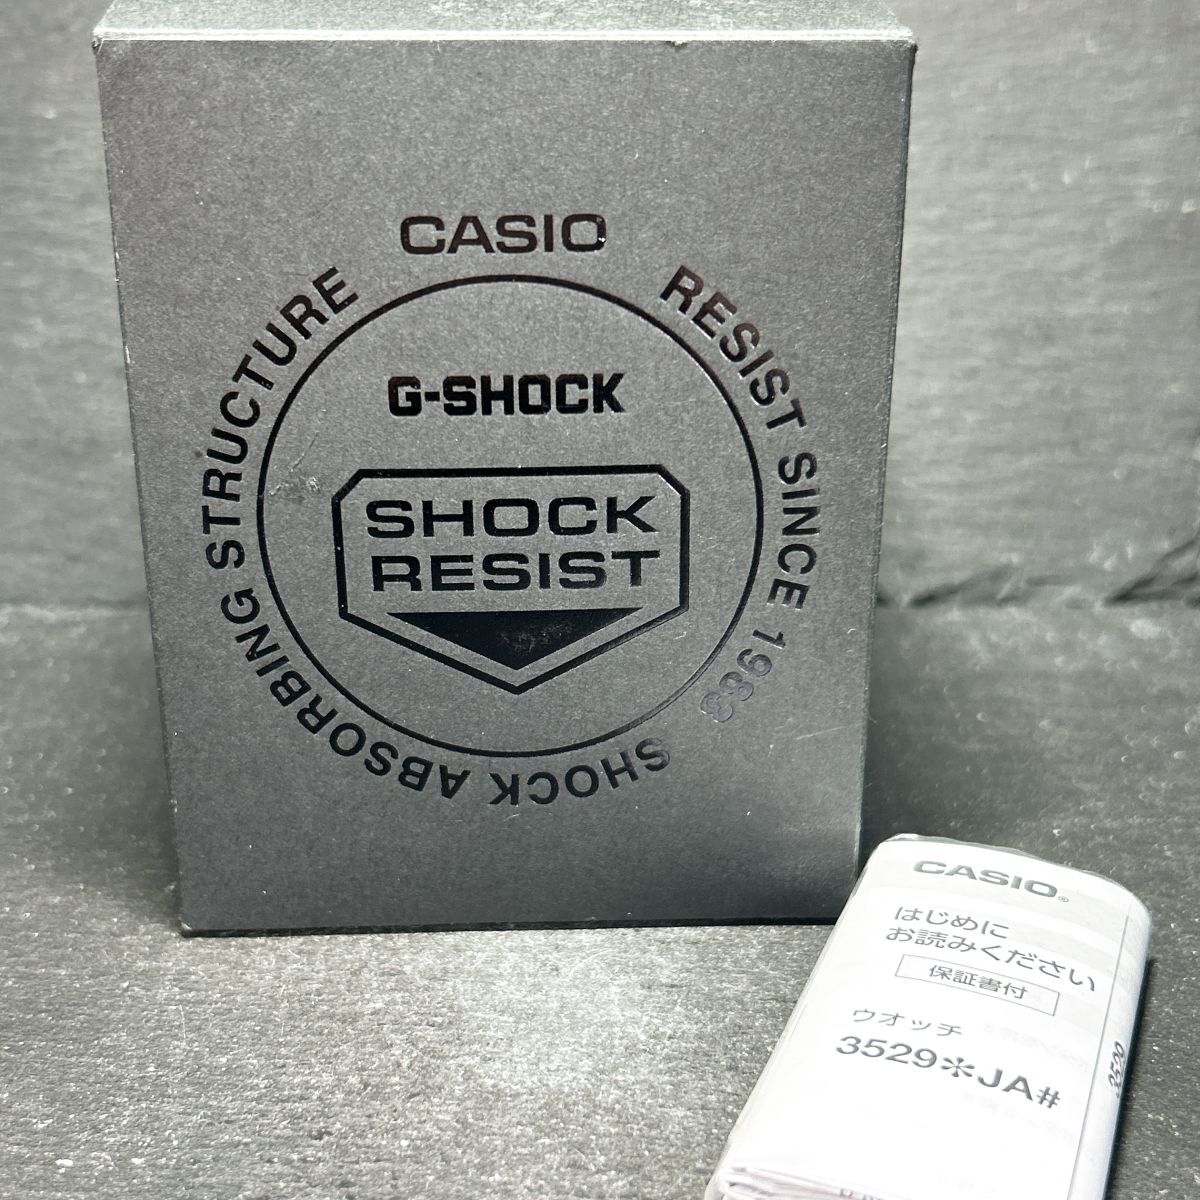 CASIO
RESIST SINCE 1983
SHOCK ABSORBING STRUCTURE
G-SHOCK
SHOCK
RESIST
CASIO®
はじめに
お読みください
保証書付
ウオッチ
3529✻JA#
3529